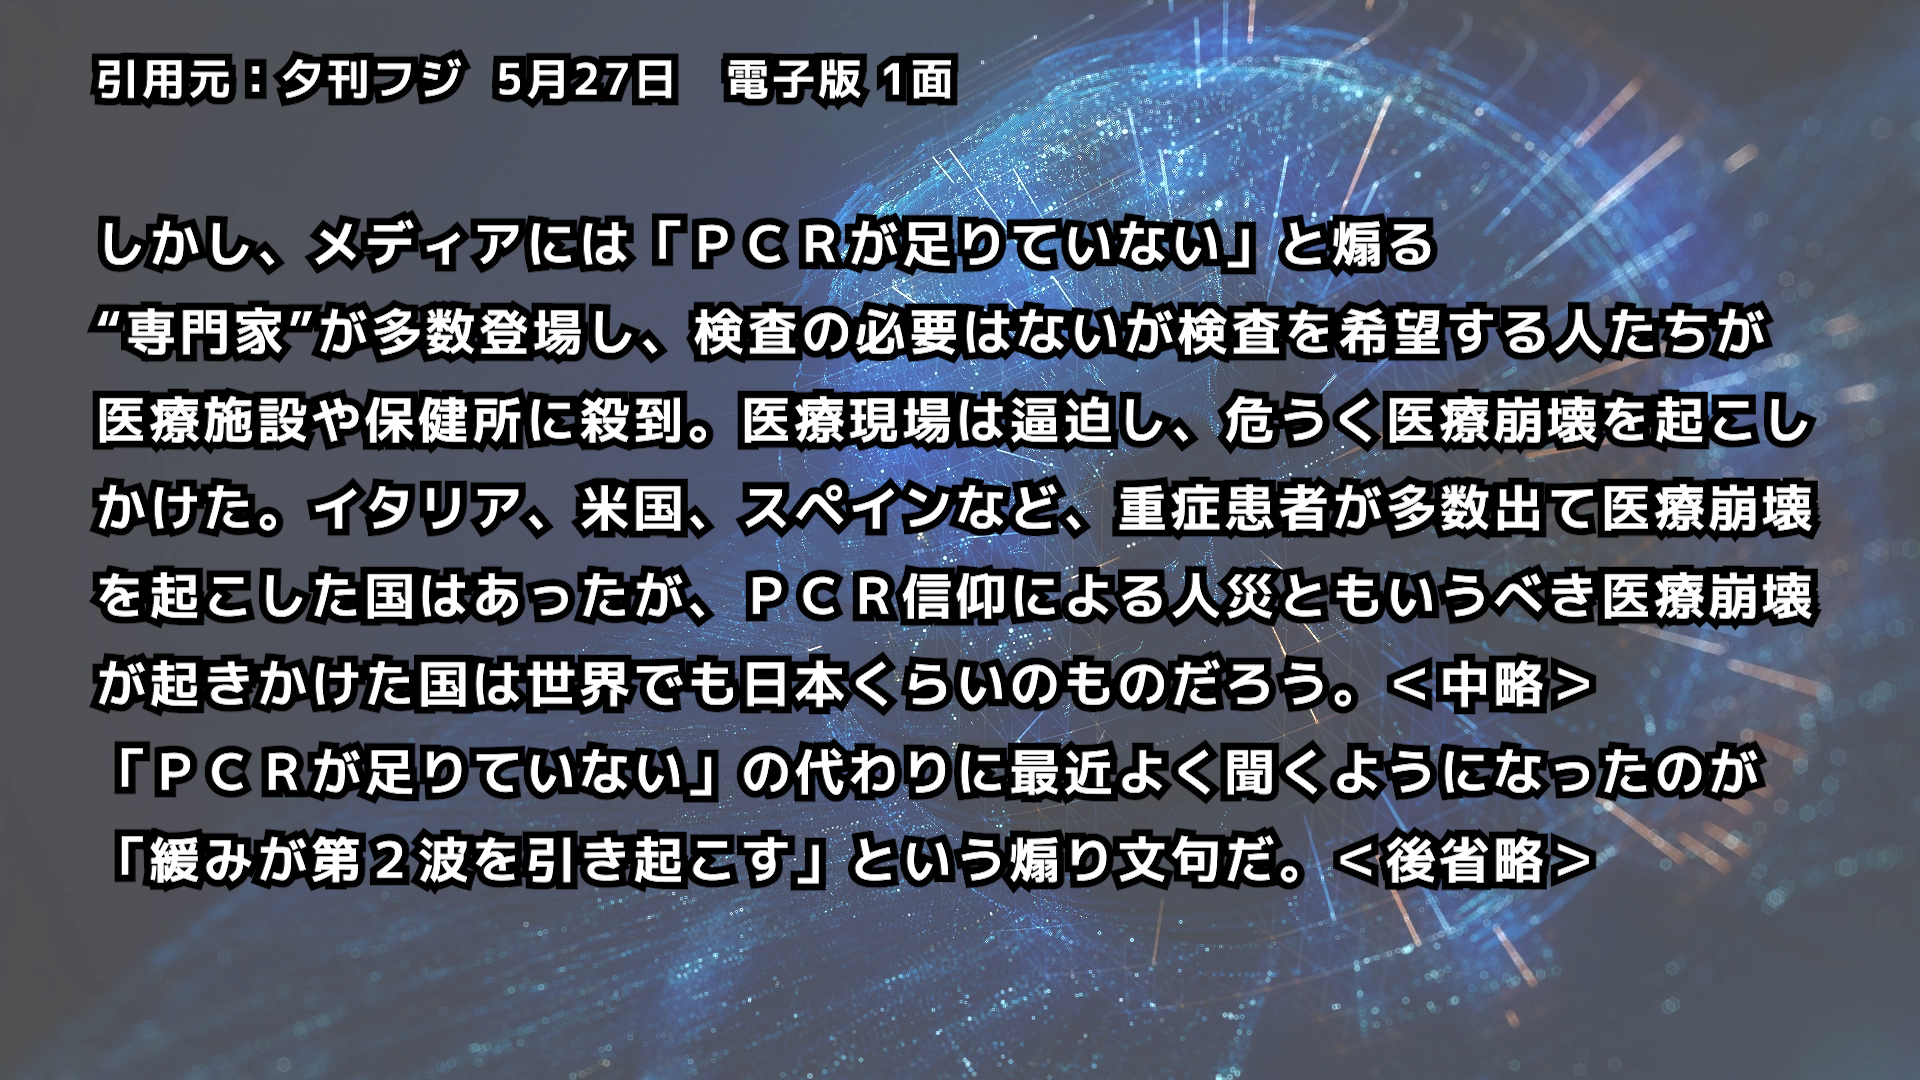 引用元：夕刊フジ 5月27日　電子版 1面
しかし、メディアには「ＰＣＲが足りていない」と煽る
“専門家”が多数登場し、検査の必要はないが検査を希望する人たちが
医療施設や保健所に殺到。医療現場は逼迫し、危うく医療崩壊を起こし
かけた。イタリア、米国、スペインなど、重症患者が多数出て医療崩壊
を起こした国はあったが、ＰＣＲ信仰による人災ともいうべき医療崩壊
が起きかけた国は世界でも日本くらいのものだろう。＜中略＞
「ＰＣＲが足りていない」の代わりに最近よく聞くようになったのが
「緩みが第２波を引き起こす」という煽り文句だ。＜後省略＞